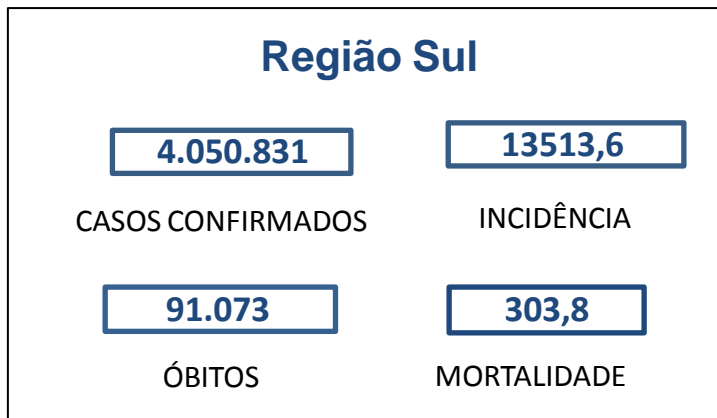 Região Sul
4.050.831
13513,6
CASOS CONFIRMADOS
INCIDÊNCIA
91.073
303,8
ÓBITOS
MORTALIDADE